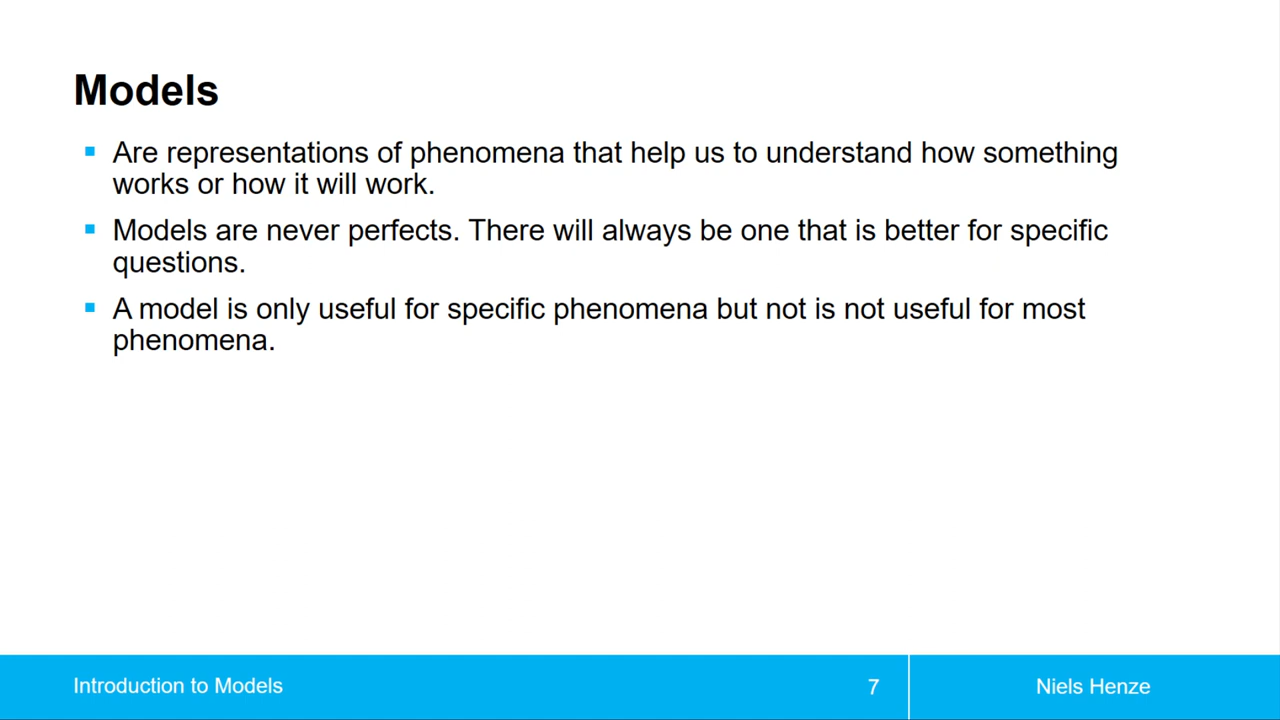 Models
Are representations of phenomena that help us to understand how something
works or how it will work.
Models are never perfects. There will always be one that is better for specific
questions.
A model is only useful for specific phenomena but not is not useful for most
phenomena.
Introduction to Models
7
Niels Henze